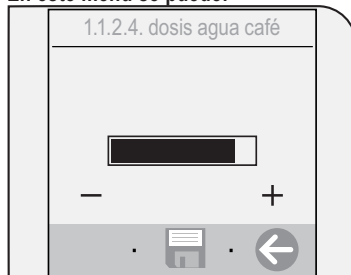 En este Menú se puede:
1.1.2.4. dosis agua café
– +